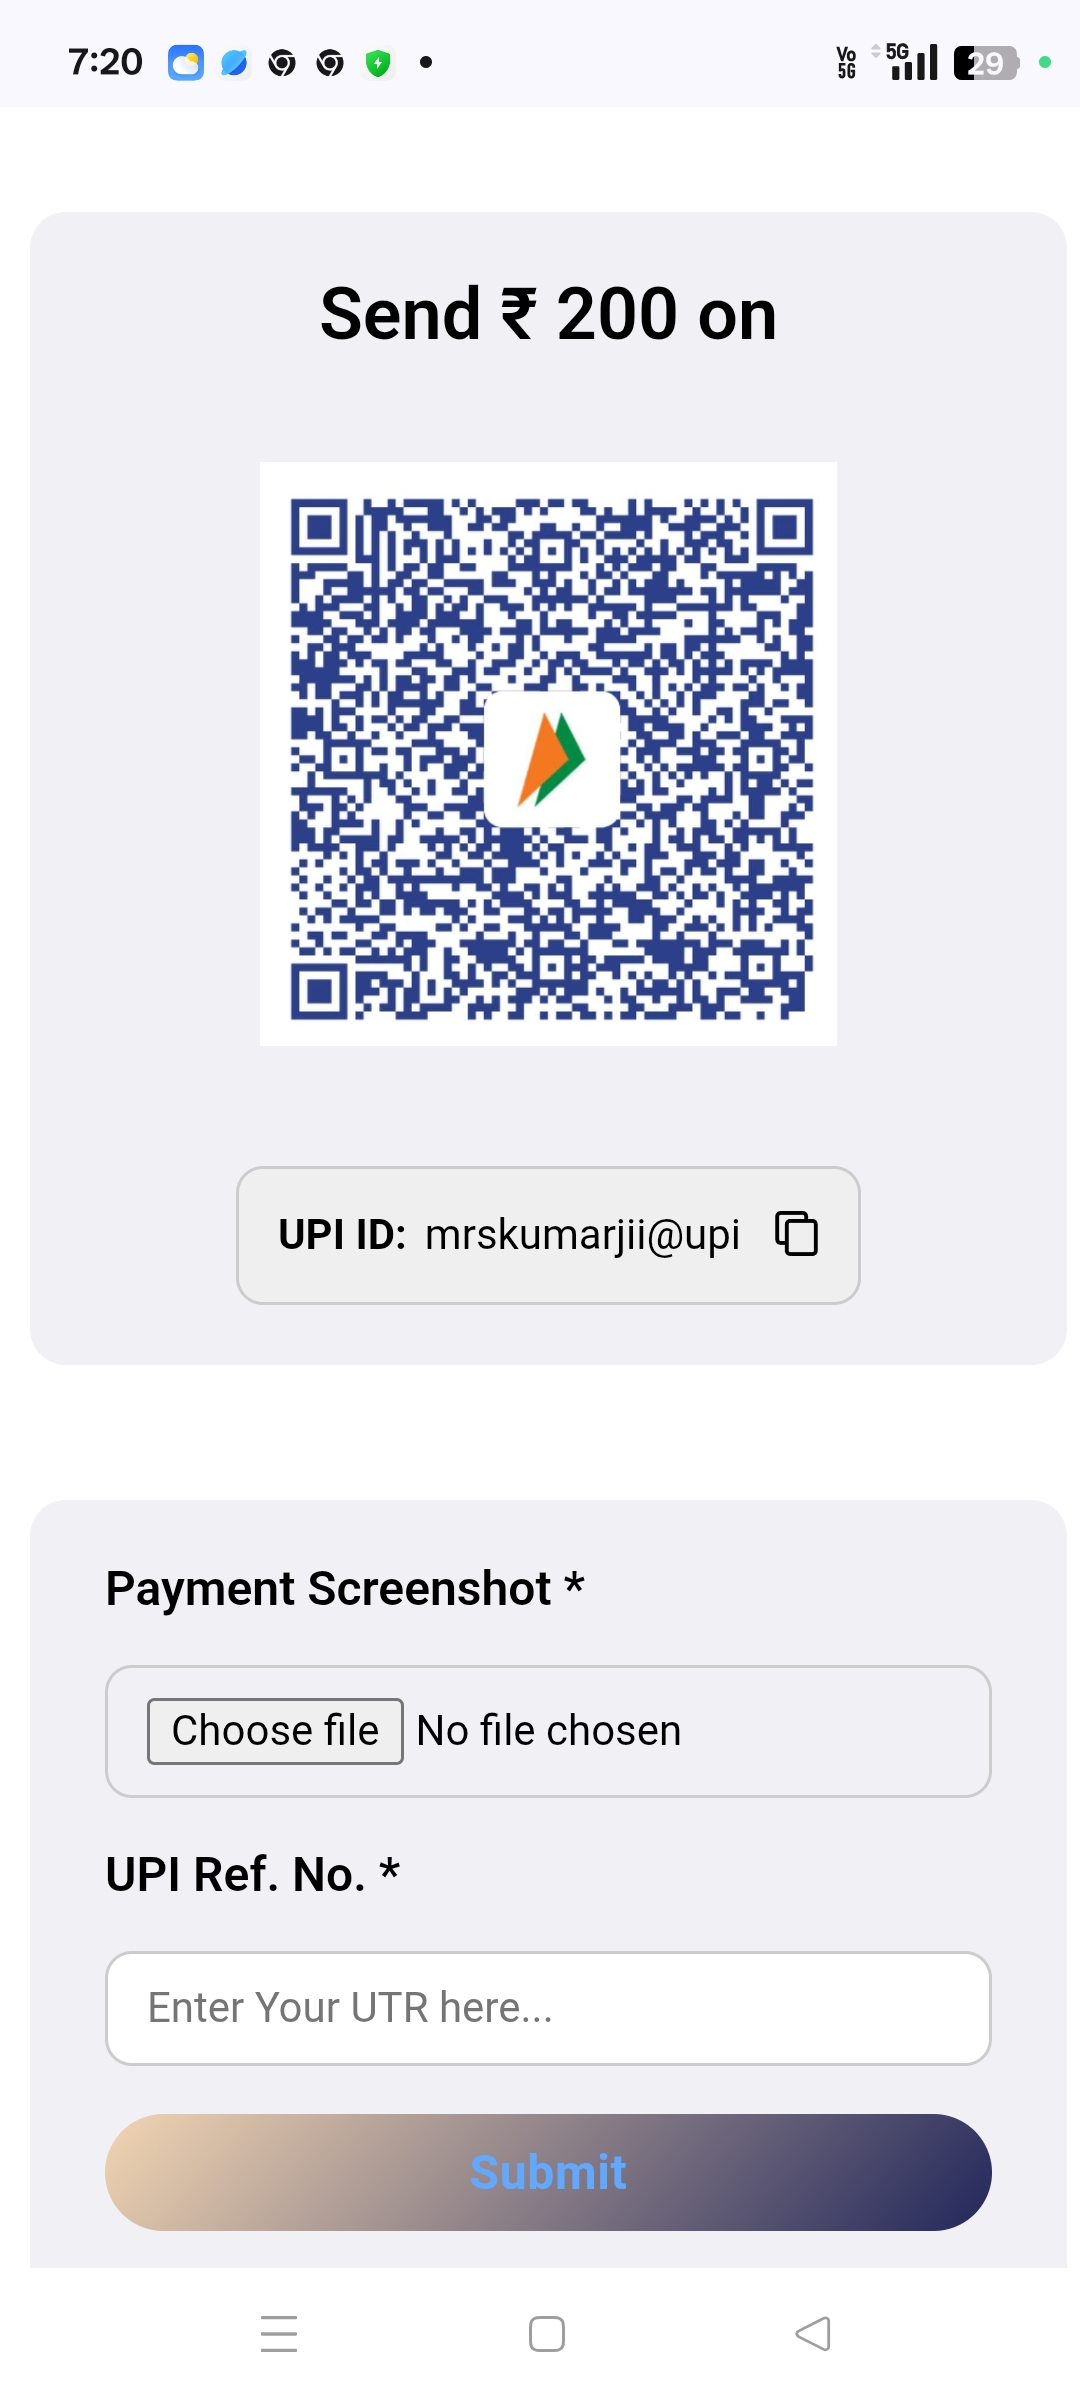 7:20
Vo 5G
5G
29
Send ₹ 200 on
UPI ID: mrskumarjii@upi
Payment Screenshot *
Choose file No file chosen
UPI Ref. No. *
Enter Your UTR here...
Submit